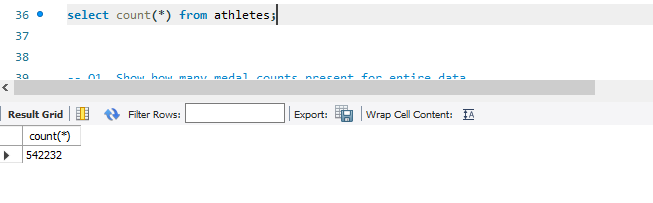 36 select count(*) from athletes;
37
38
39 -- Q1. Show how many medal counts present for entire data
Result Grid Filter Rows: Export: Wrap Cell Content: IA
count(*)
542232